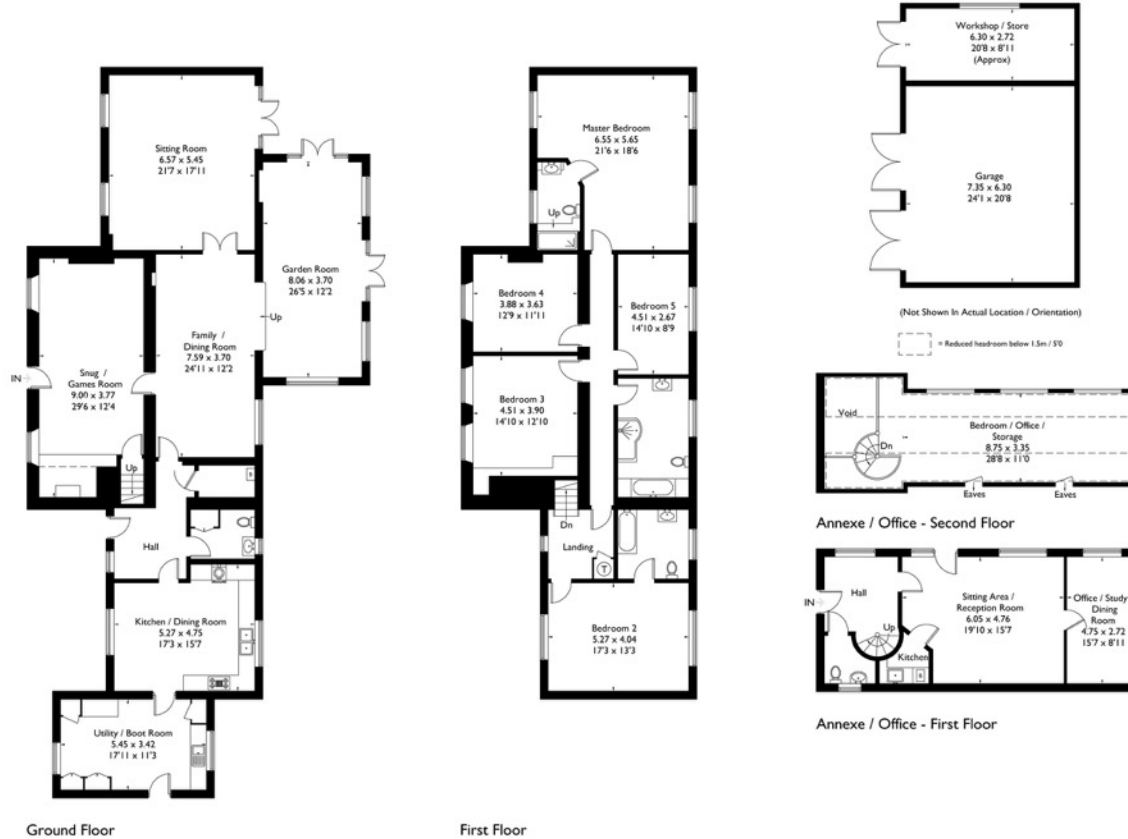 Sitting Room
6.57 x 5.45
21'7 x 17'11
Garden Room
8.06 x 3.70
26'5 x 12'2
Up
Family /
Dining Room
7.59 x 3.70
24'11 x 12'2
IN
Snug /
Games Room
9.00 x 3.77
29'6 x 12'4
Up
Hall
Kitchen / Dining Room
5.27 x 4.75
17'3 x 15'7
Utility / Boot Room
5.45 x 3.42
17'11 x 11'3
Ground Floor
Master Bedroom
6.55 x 5.65
21'6 x 18'6
Up
Bedroom 4
3.88 x 3.63
12'9 x 11'11
Bedroom 5
4.51 x 2.67
14'10 x 8'9
Bedroom 3
4.51 x 3.90
14'10 x 12'10
Dn
Landing
T
Bedroom 2
5.27 x 4.04
17'3 x 13'3
First Floor
Workshop / Store
6.30 x 2.72
20'8 x 8'11
(Approx)
Garage
7.35 x 6.30
24'1 x 20'8
(Not Shown In Actual Location / Orientation)
= Reduced headroom below 1.5m / 5'0
Void
Dn
Bedroom / Office /
Storage
8.75 x 3.35
28'8 x 11'0
Eaves
Eaves
Annexe / Office - Second Floor
IN
Hall
Up
Kitchen
Sitting Area /
Reception Room
6.05 x 4.76
19'10 x 15'7
Office / Study
Dining
Room
4.75 x 2.72
15'7 x 8'11
Annexe / Office - First Floor